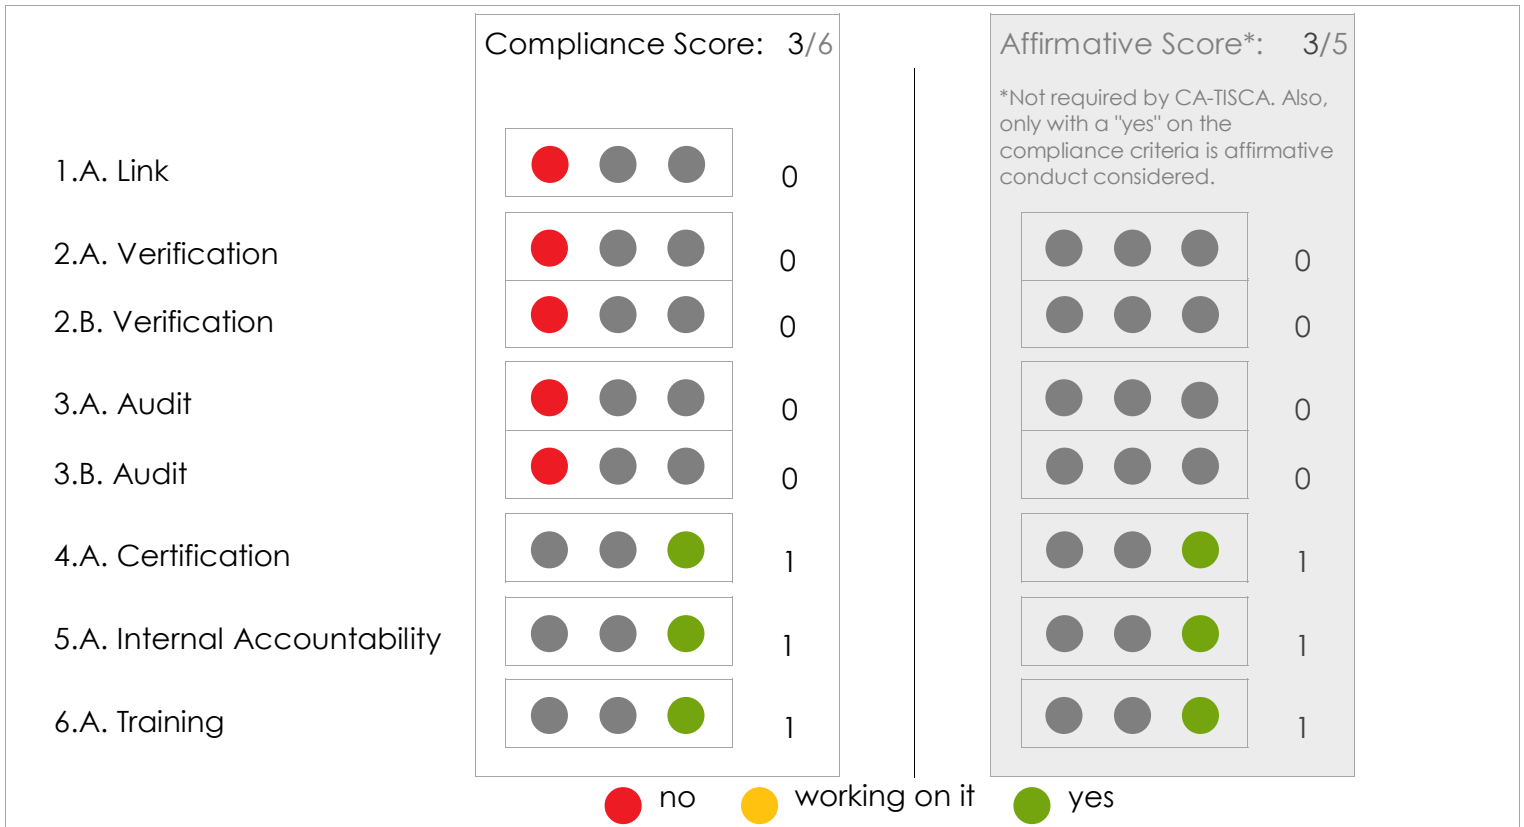 Compliance Score: 3/6
Affirmative Score*: 3/5
*Not required by CA-TISCA. Also,
only with a "yes" on the
compliance criteria is affirmative
conduct considered.
1.A. Link 0
2.A. Verification 0 0
2.B. Verification 0 0
3.A. Audit 0 0
3.B. Audit 0 0
4.A. Certification 1 1
5.A. Internal Accountability 1 1
6.A. Training 1 1
no working on it yes